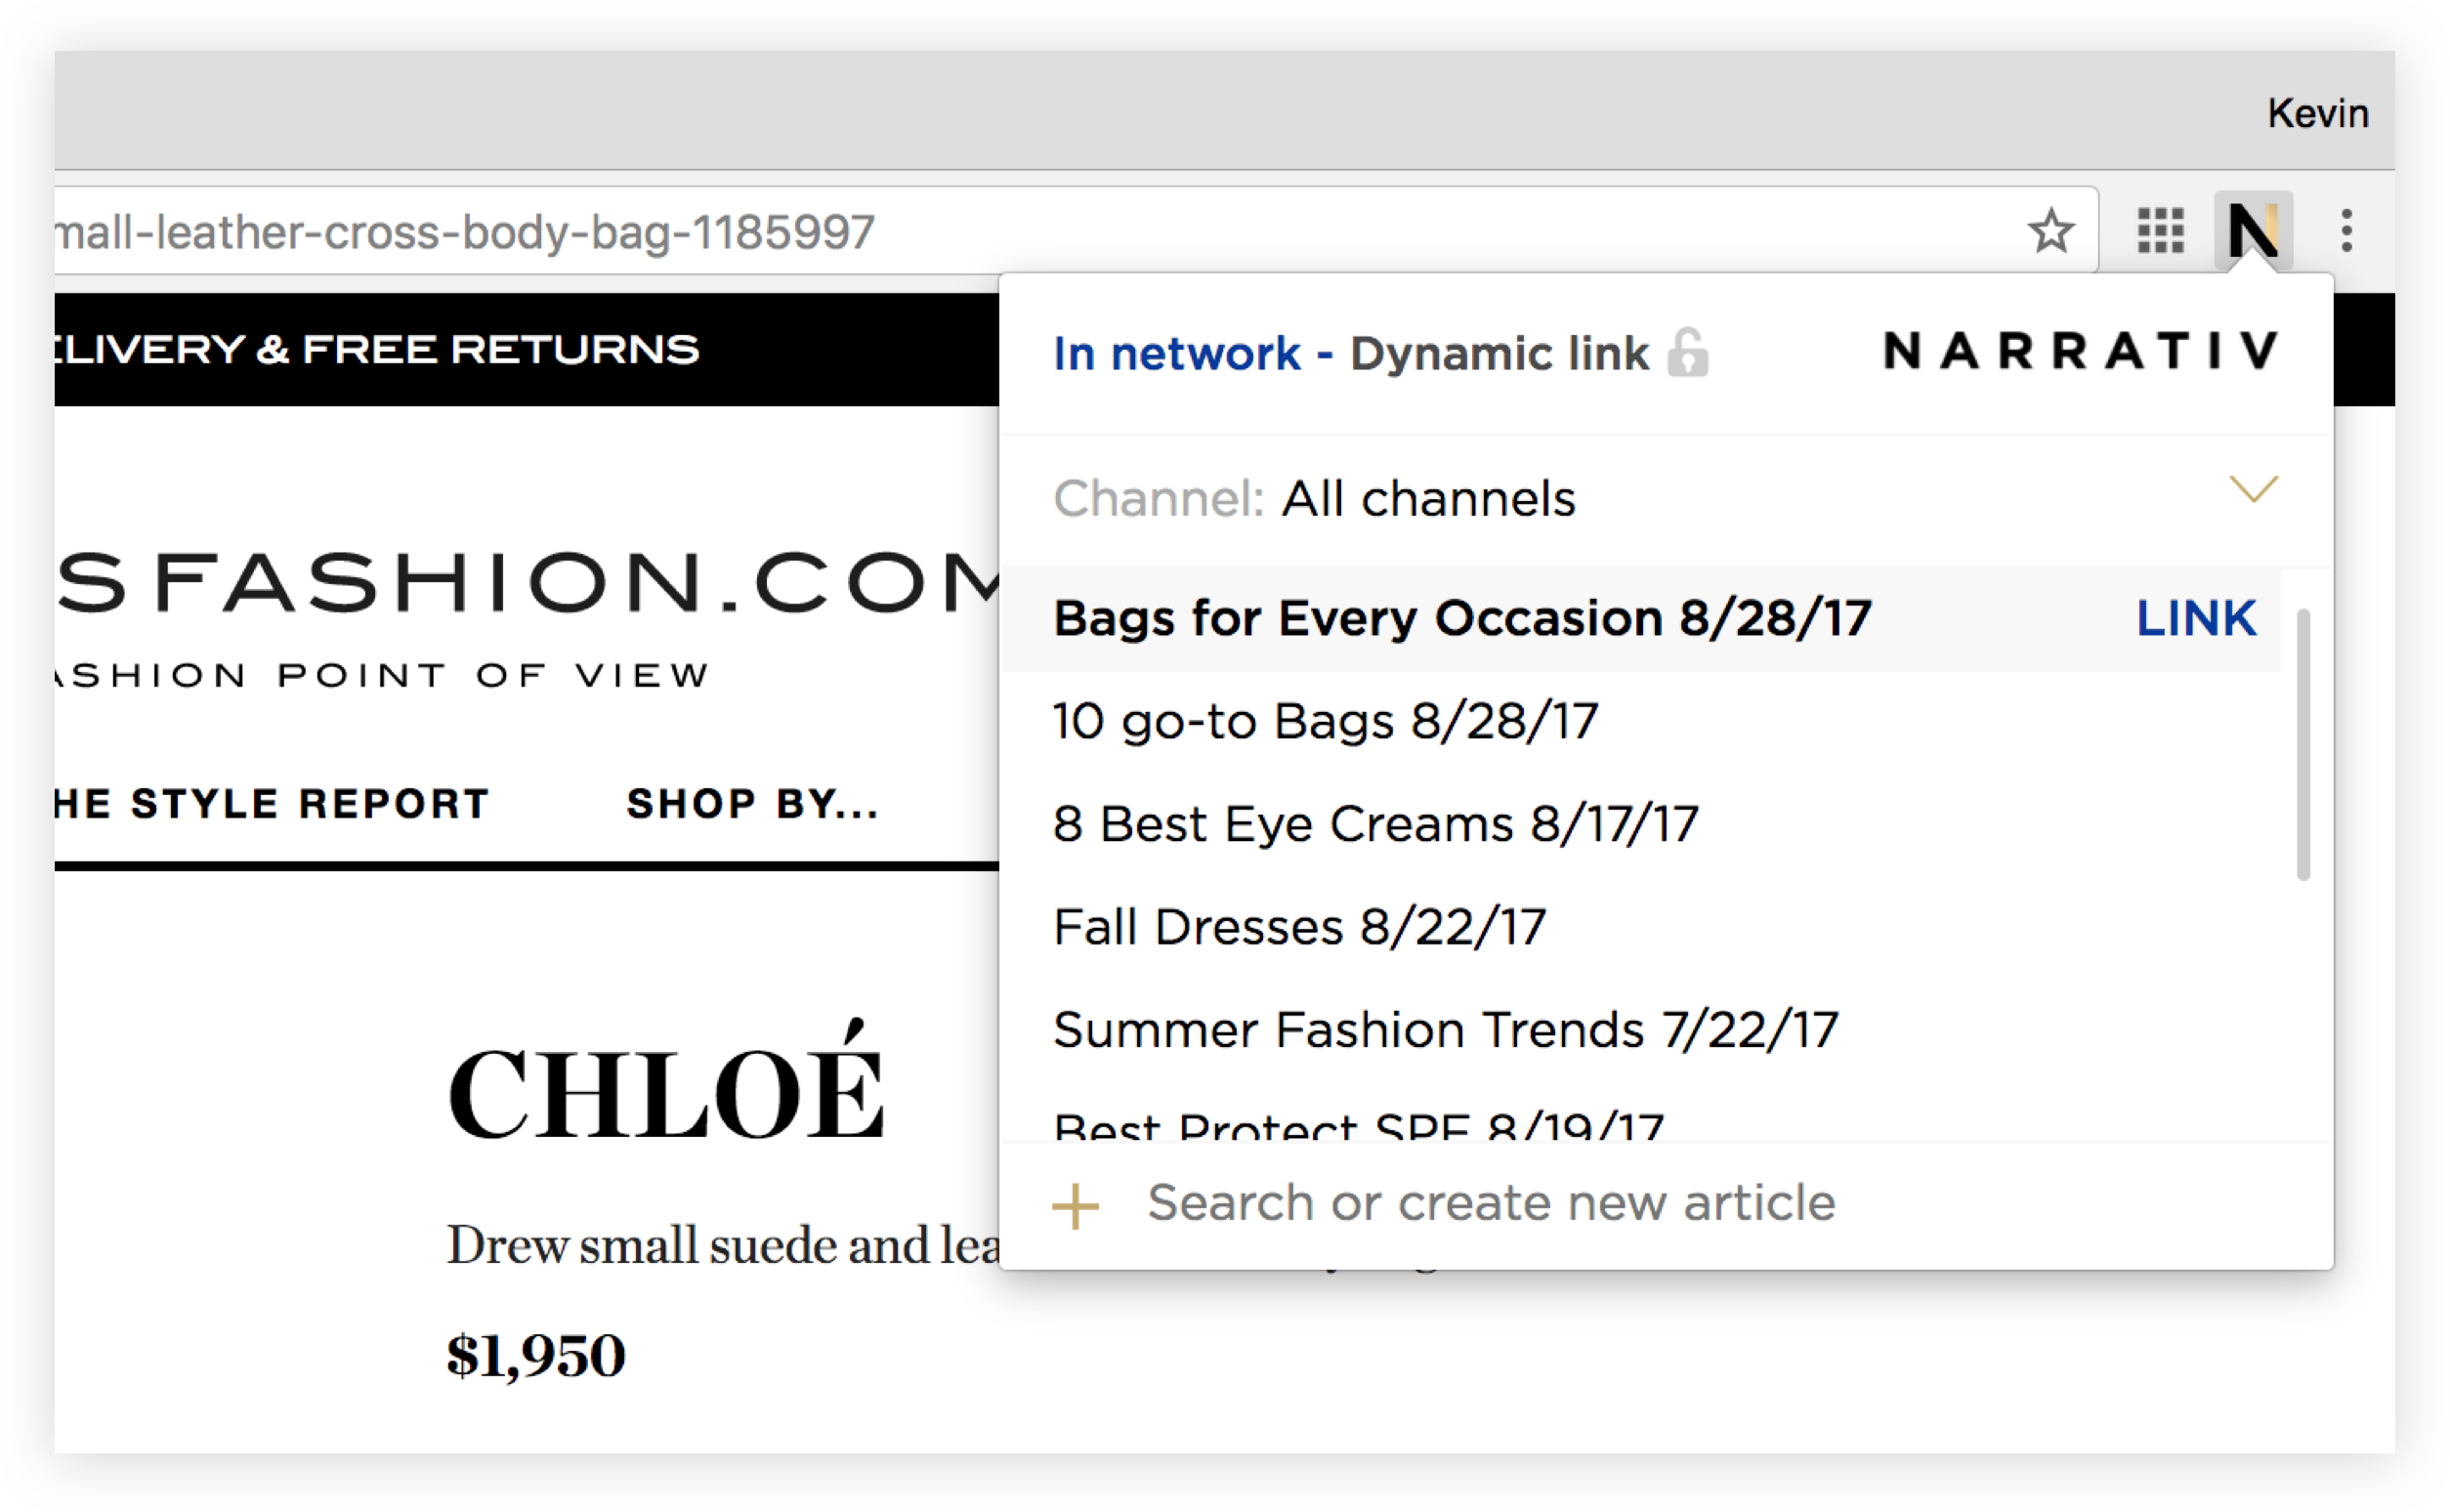 Kevin
mall-leather-cross-body-bag-1185997
N
ELIVERY & FREE RETURNS
In network - Dynamic link
NARRATIV
Channel: All channels
SFASHION.COM
ASHION POINT OF VIEW
HE STYLE REPORT
SHOP BY...
Bags for Every Occasion 8/28/17
LINK
10 go-to Bags 8/28/17
8 Best Eye Creams 8/17/17
Fall Dresses 8/22/17
Summer Fashion Trends 7/22/17
Best Protect SPF 8/19/17
+ Search or create new article
CHLOÉ
Drew small suede and lea
$1,950